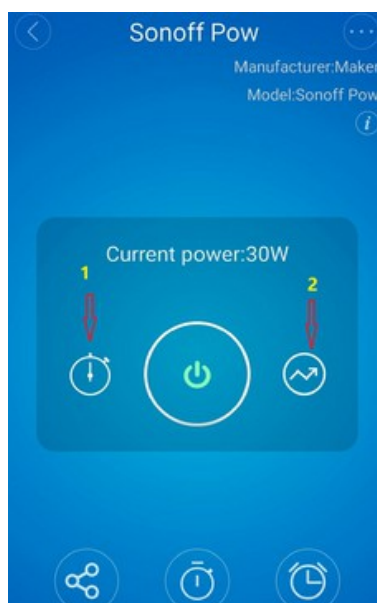 Sonoff Pow
Manufacturer:Maker
Model:Sonoff Pow
i
Current power:30W
1
2